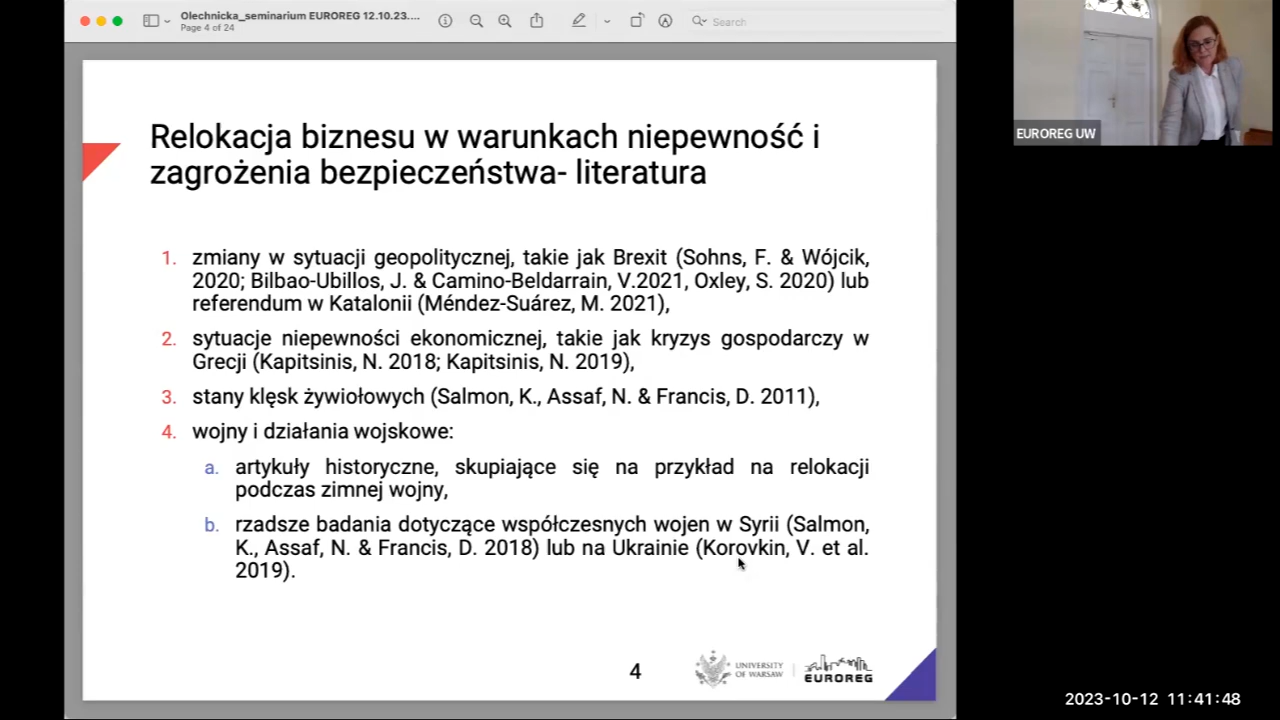 Olechnicka_seminarium EUROREG 12.10.23....
Page 4 of 24
Search
EUROREG UW
Relokacja biznesu w warunkach niepewność i
zagrożenia bezpieczeństwa- literatura
1. zmiany w sytuacji geopolitycznej, takie jak Brexit (Sohns, F. & Wójcik,
2020; Bilbao-Ubillos, J. & Camino-Beldarrain, V.2021, Oxley, S. 2020) lub
referendum w Katalonii (Méndez-Suárez, M. 2021),
2. sytuacje niepewności ekonomicznej, takie jak kryzys gospodarczy w
Grecji (Kapitsinis, N. 2018; Kapitsinis, N. 2019),
3. stany klęsk żywiołowych (Salmon, K., Assaf, N. & Francis, D. 2011),
4. wojny i działania wojskowe:
a. artykuły historyczne, skupiające się na przykład na relokacji
podczas zimnej wojny,
b. rzadsze badania dotyczące współczesnych wojen w Syrii (Salmon,
K., Assaf, N. & Francis, D. 2018) lub na Ukrainie (Korovkin, V. et al.
2019).
4
UNIVERSITY
OF WARSAW
EUROREG
2023-10-12 11:41:48